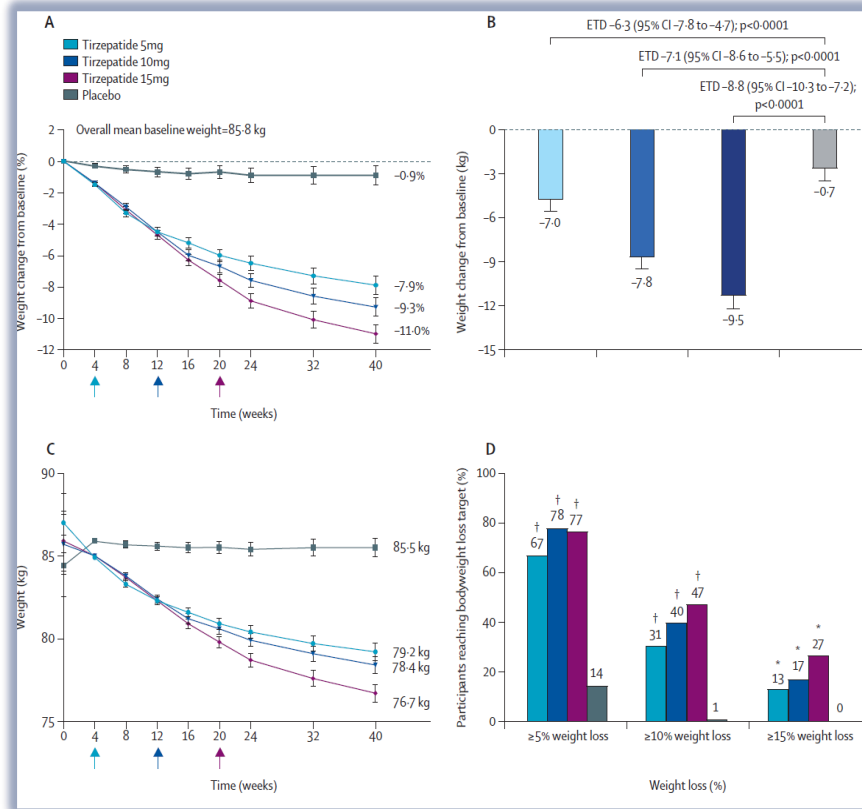 A
Tirzepatide 5mg
Tirzepatide 10mg
Tirzepatide 15mg
Placebo
Overall mean baseline weight=85·8 kg
Weight change from baseline (%)
2
0
−2
−4
−6
−8
−10
−12
−0·9%
−7·9%
−9·3%
−11·0%
0 4 8 12 16 20 24 32 40
Time (weeks)
B
ETD −6·3 (95% CI −7·8 to −4·7); p<0·0001
ETD −7·1 (95% CI −8·6 to −5·5); p<0·0001
ETD −8·8 (95% CI −10·3 to −7·2);
p<0·0001
Weight change from baseline (kg)
0
−3
−6
−9
−12
−15
−7·0
−7·8
−9·5
−0·7
C
Weight (kg)
90
85
80
75
85·5 kg
79·2 kg
78·4 kg
76·7 kg
0 4 8 12 16 20 24 32 40
Time (weeks)
D
Participants reaching bodyweight loss target (%)
100
80
60
40
20
0
† † †
67 78 77 14
† † †
31 40 47 1
* * *
13 17 27 0
≥5% weight loss ≥10% weight loss ≥15% weight loss
Weight loss (%)